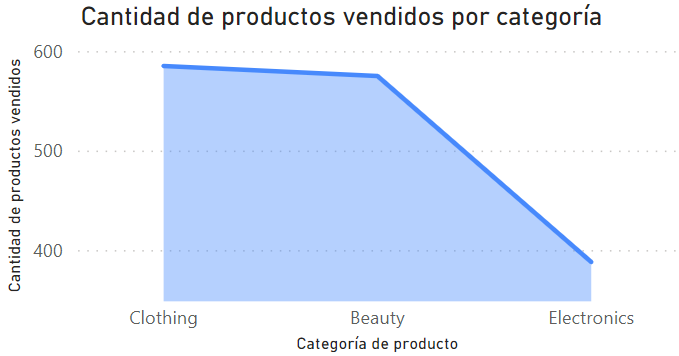 Cantidad de productos vendidos por categoría
Cantidad de productos vendidos
600
500
400
Clothing
Beauty
Electronics
Categoría de producto